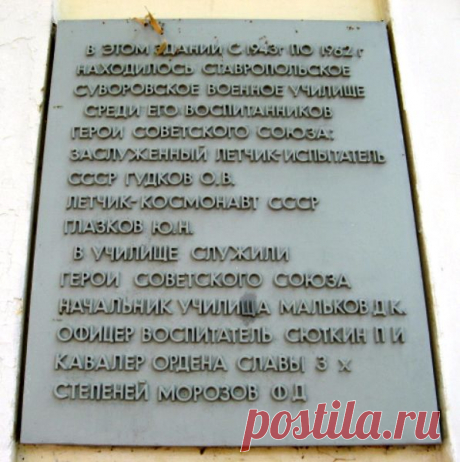 В ЭТОМ ЗДАНИИ С 1943г ПО 1962 г
НАХОДИЛОСЬ СТАВРОПОЛЬСКОЕ
СУВОРОВСКОЕ ВОЕННОЕ УЧИЛИЩЕ
СРЕДИ ЕГО ВОСПИТАННИКОВ
ГЕРОИ СОВЕТСКОГО СОЮЗА:
ЗАСЛУЖЕННЫЙ ЛЕТЧИК-ИСПЫТАТЕЛЬ
СССР ГУДКОВ О.В.
ЛЕТЧИК-КОСМОНАВТ СССР
ГЛАЗКОВ Ю.Н.
В УЧИЛИЩЕ СЛУЖИЛИ
ГЕРОИ СОВЕТСКОГО СОЮЗА
НАЧАЛЬНИК УЧИЛИЩА МАЛЬКОВ Д К.
ОФИЦЕР ВОСПИТАТЕЛЬ СЮТКИН П И
КАВАЛЕР ОРДЕНА СЛАВЫ 3 х
СТЕПЕНЕЙ МОРОЗОВ Ф Д
postila.ru